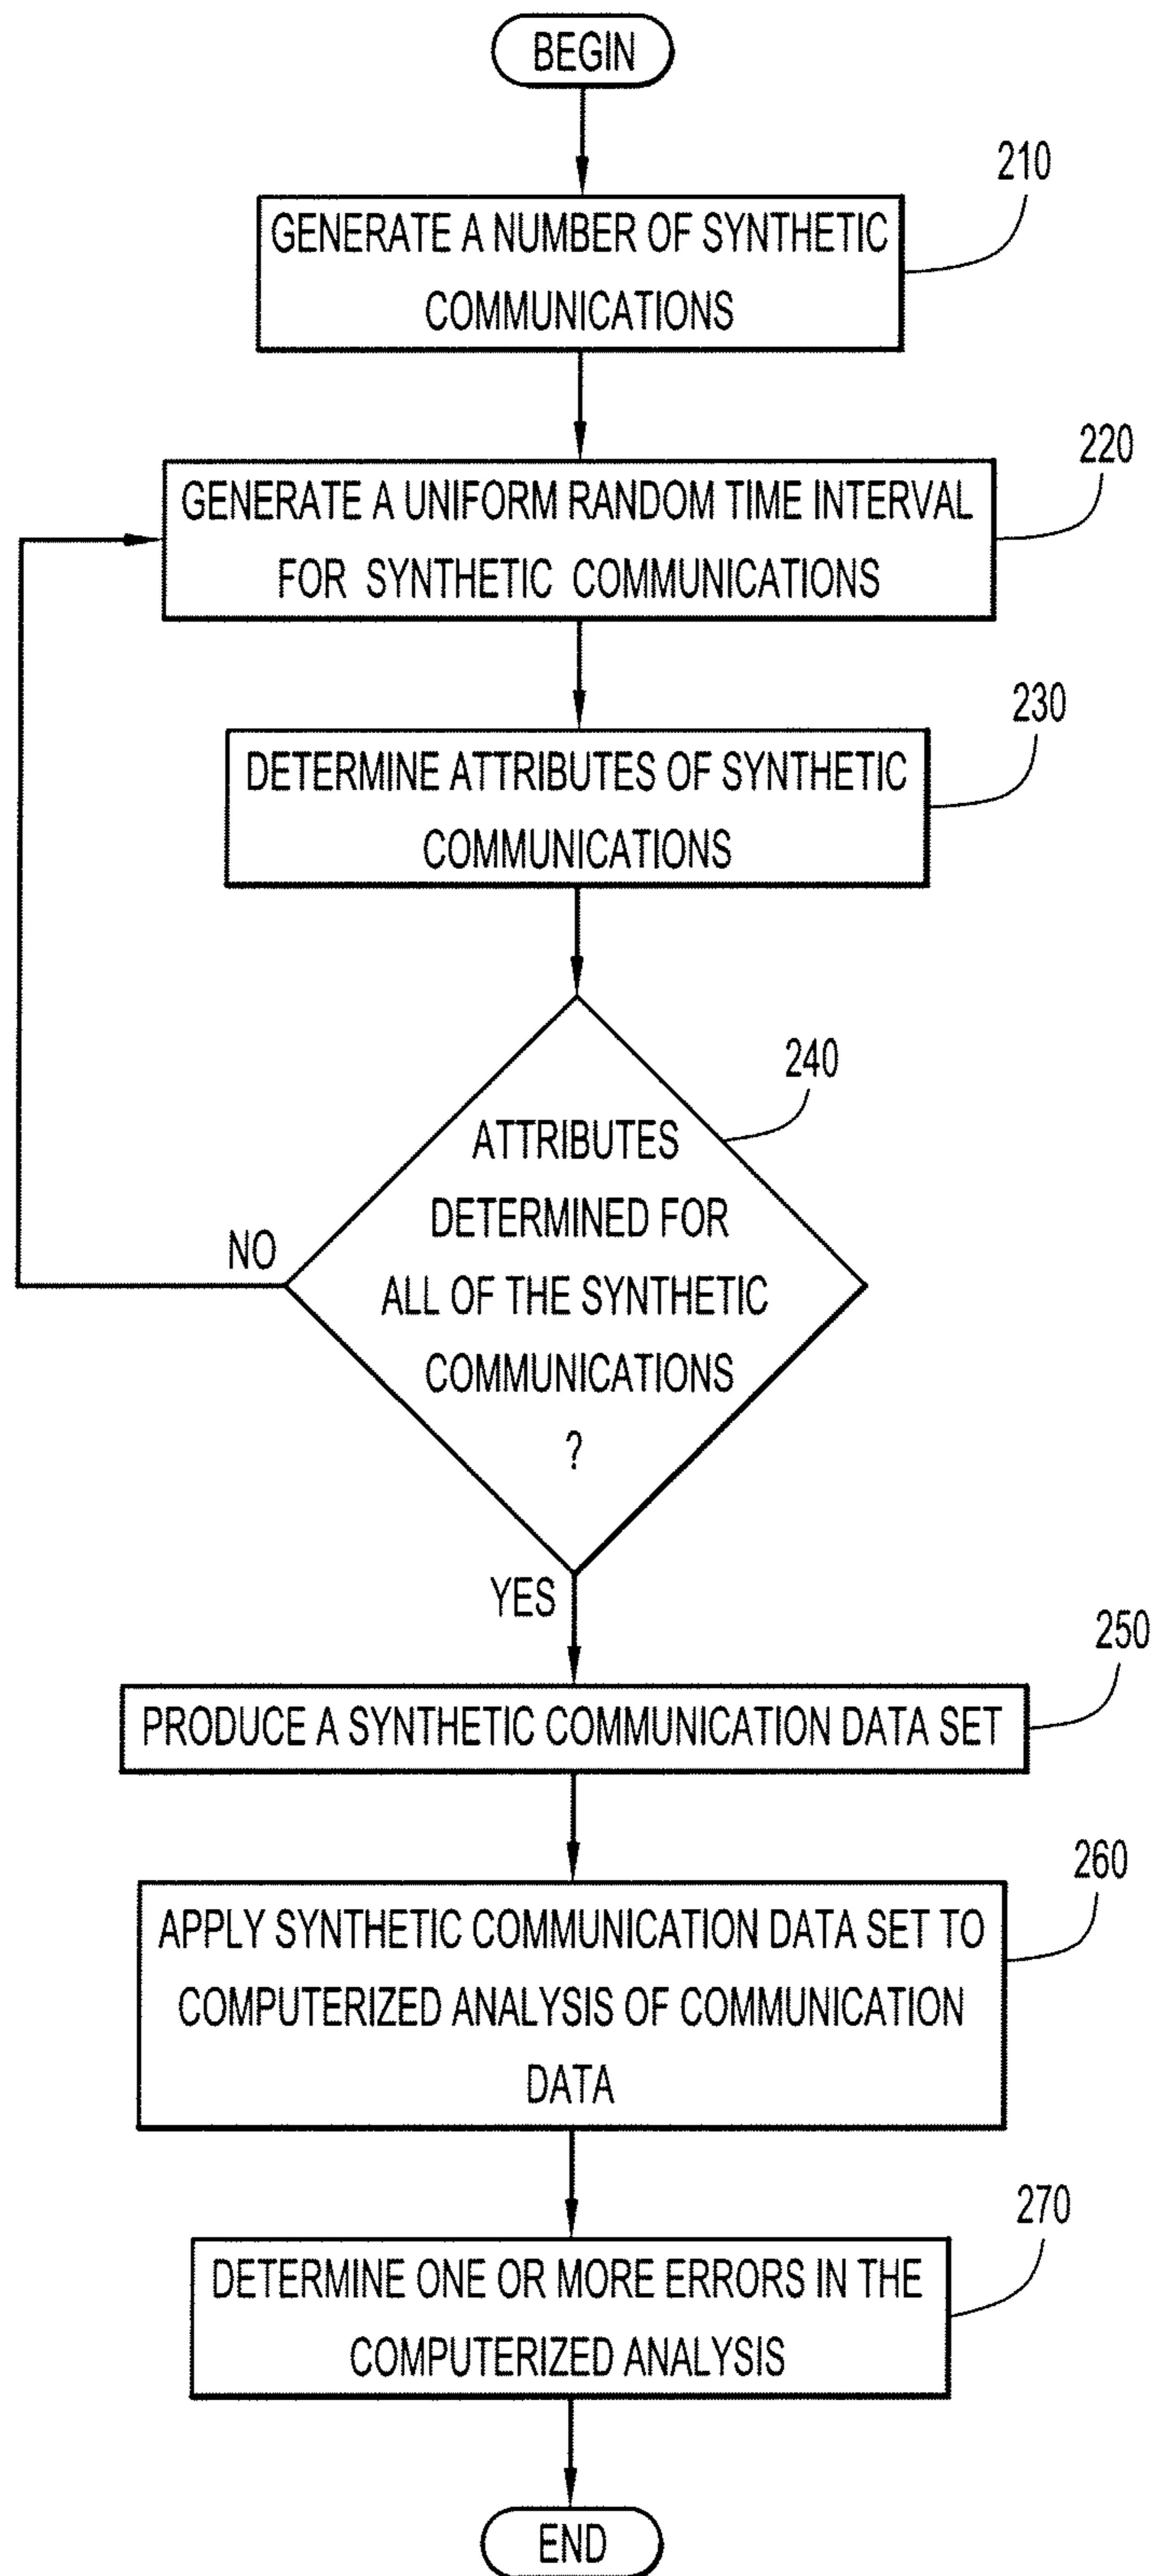 BEGIN
210
GENERATE A NUMBER OF SYNTHETIC
COMMUNICATIONS
220
GENERATE A UNIFORM RANDOM TIME INTERVAL
FOR SYNTHETIC COMMUNICATIONS
230
DETERMINE ATTRIBUTES OF SYNTHETIC
COMMUNICATIONS
240
ATTRIBUTES
DETERMINED FOR
ALL OF THE SYNTHETIC
COMMUNICATIONS
?
NO
YES
250
PRODUCE A SYNTHETIC COMMUNICATION DATA SET
260
APPLY SYNTHETIC COMMUNICATION DATA SET TO
COMPUTERIZED ANALYSIS OF COMMUNICATION
DATA
270
DETERMINE ONE OR MORE ERRORS IN THE
COMPUTERIZED ANALYSIS
END